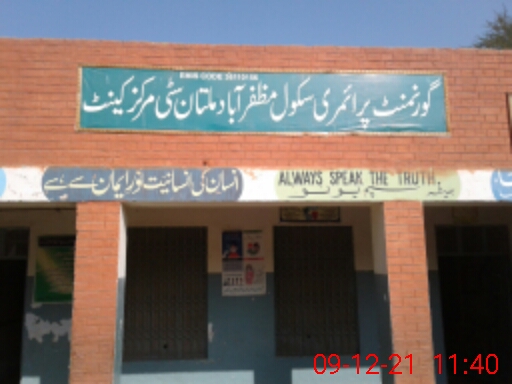 گورنمنٹ پرائمری سکول مظفر آباد ملتان سٹی مرکز کینٹ
انسان کی انسانیت نور ایمان سے ہے
ALWAYS SPEAK THE TRUTH.
ہمیشہ سچ بولو
09-12-21 11:40